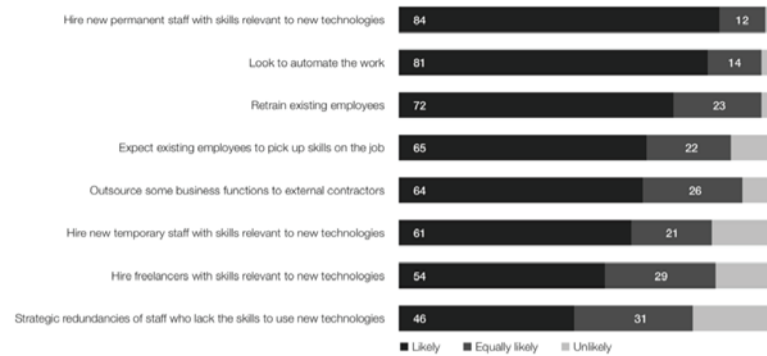 Hire new permanent staff with skills relevant to new technologies 84 12
Look to automate the work 81 14
Retrain existing employees 72 23
Expect existing employees to pick up skills on the job 65 22
Outsource some business functions to external contractors 64 26
Hire new temporary staff with skills relevant to new technologies 61 21
Hire freelancers with skills relevant to new technologies 54 29
Strategic redundancies of staff who lack the skills to use new technologies 46 31
Likely Equally likely Unlikely